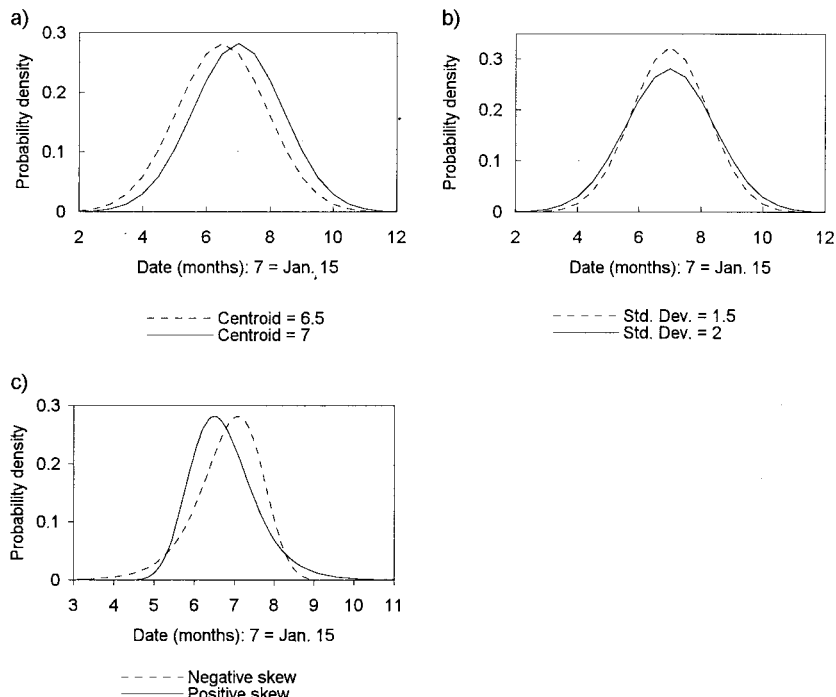 a)
0.3
0.2
0.1
0
Probability density
2 4 6 8 10 12
Date (months): 7 = Jan. 15
Centroid = 6.5
Centroid = 7
b)
0.3
0.2
0.1
0
Probability density
2 4 6 8 10 12
Date (months): 7 = Jan. 15
Std. Dev. = 1.5
Std. Dev. = 2
c)
0.3
0.2
0.1
0
Probability density
3 4 5 6 7 8 9 10 11
Date (months): 7 = Jan. 15
Negative skew
Positive skew